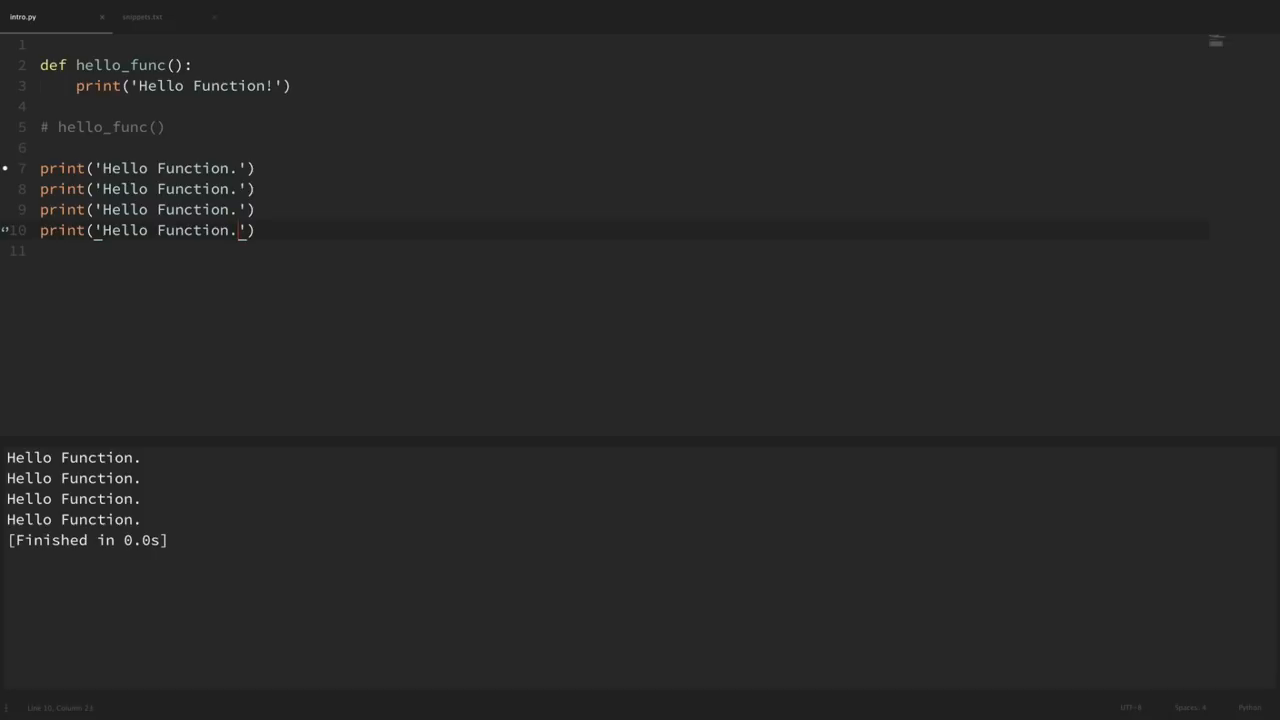 intro.py × snippets.txt ×
1
2 def hello_func():
3     print('Hello Function!')
4
5 # hello_func()
6
7 print('Hello Function.')
8 print('Hello Function.')
9 print('Hello Function.')
10 print('Hello Function.')
11
Hello Function.
Hello Function.
Hello Function.
Hello Function.
[Finished in 0.0s]
Line 10, Column 23 UTF-8 Spaces: 4 Python